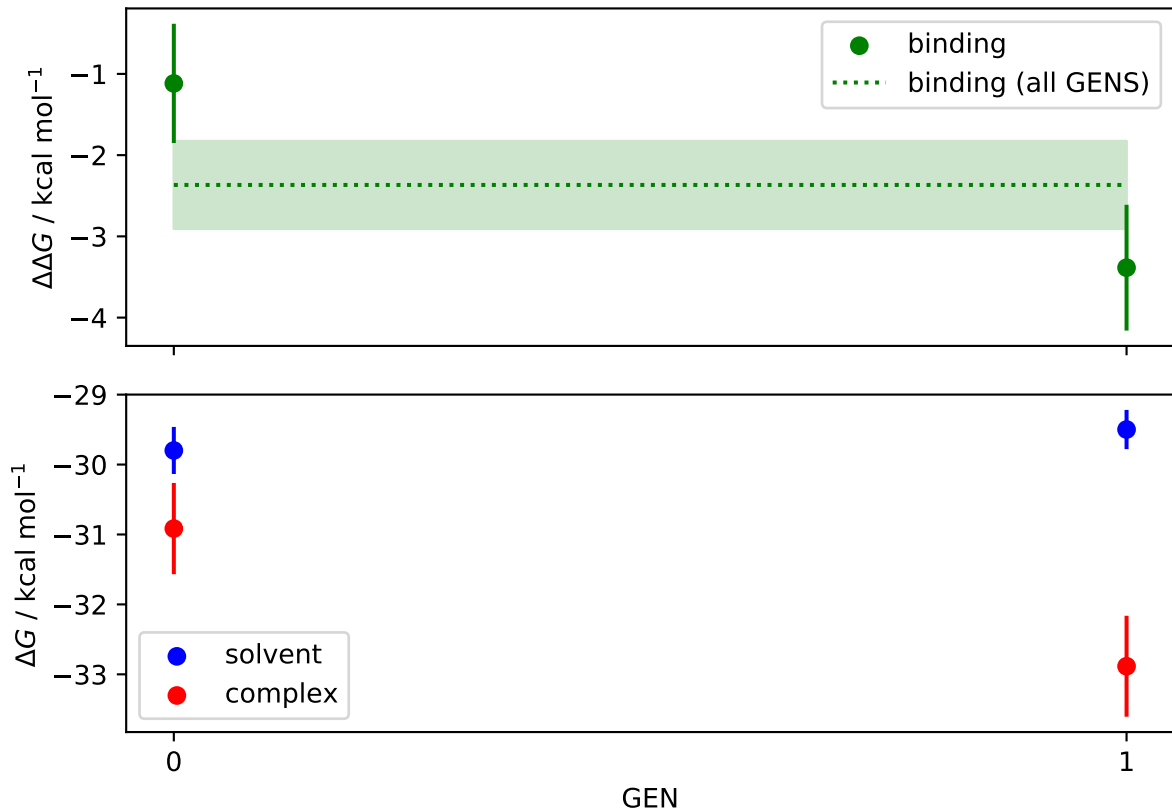 binding
binding (all GENS)
−1
−2
−3
−4
ΔΔG / kcal mol⁻¹
−29
−30
−31
−32
−33
ΔG / kcal mol⁻¹
solvent
complex
0
1
GEN